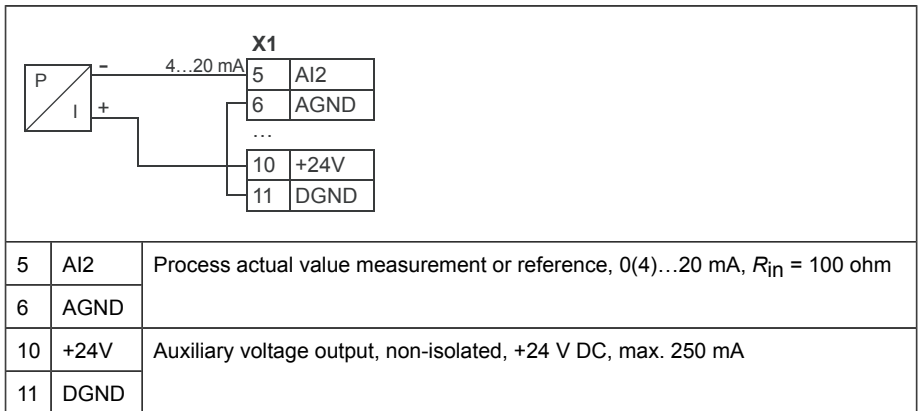 X1
P - 4…20 mA 5 AI2
I + 6 AGND
…
10 +24V
11 DGND
5 AI2 Process actual value measurement or reference, 0(4)…20 mA, Rin = 100 ohm
6 AGND
10 +24V Auxiliary voltage output, non-isolated, +24 V DC, max. 250 mA
11 DGND